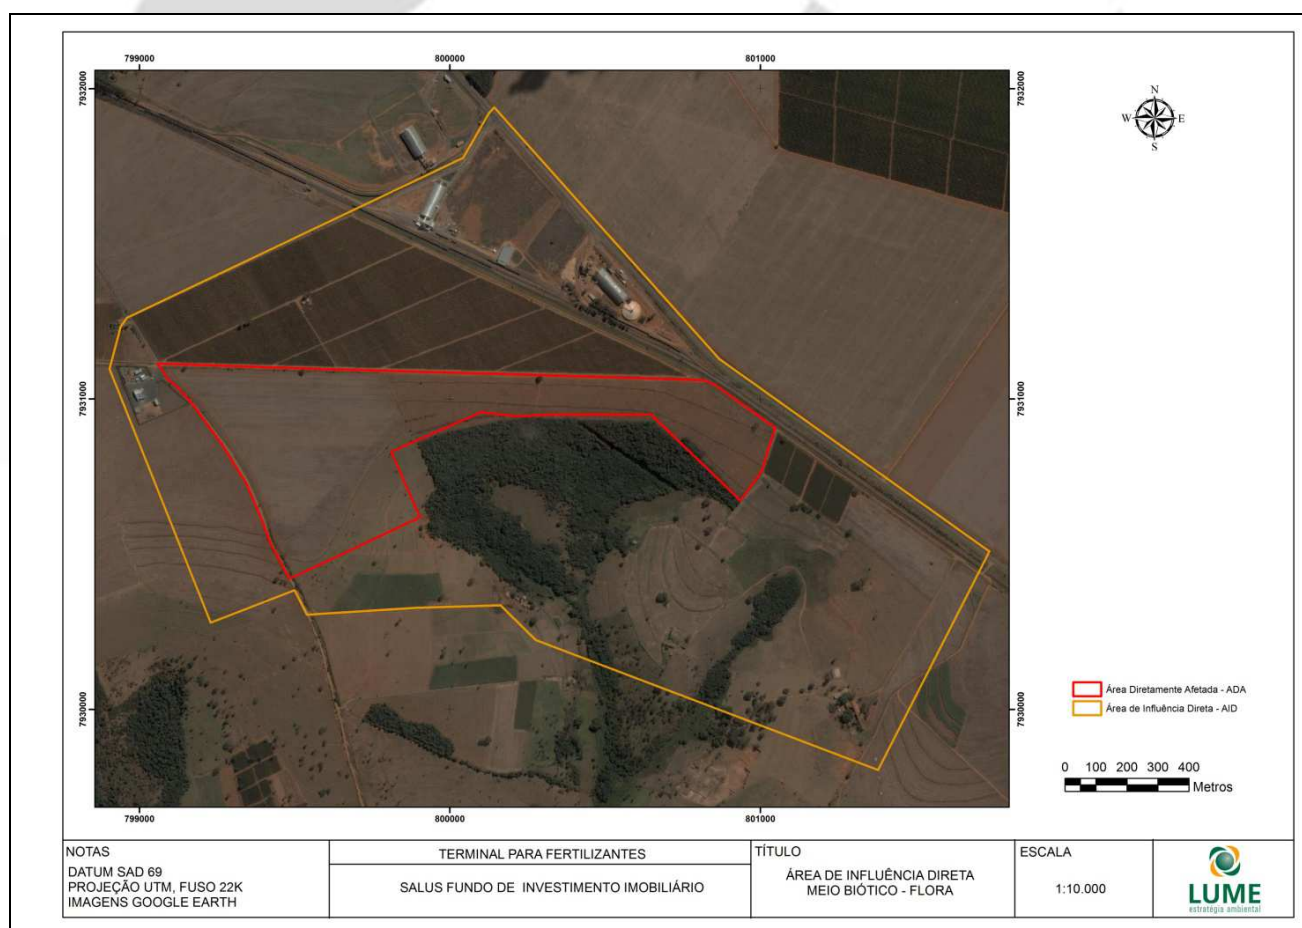 799000
800000
801000
7932000
7932000
N
W
E
S
7931000
7931000
7930000
7930000
Área Diretamente Afetada - ADA
Área de Influência Direta - AID
0 100 200 300 400
Metros
799000
800000
801000
NOTAS
DATUM SAD 69
PROJEÇÃO UTM, FUSO 22K
IMAGENS GOOGLE EARTH
TERMINAL PARA FERTILIZANTES
SALUS FUNDO DE INVESTIMENTO IMOBILIÁRIO
TÍTULO
ÁREA DE INFLUÊNCIA DIRETA
MEIO BIÓTICO - FLORA
ESCALA
1:10.000
LUME
estratégia ambiental